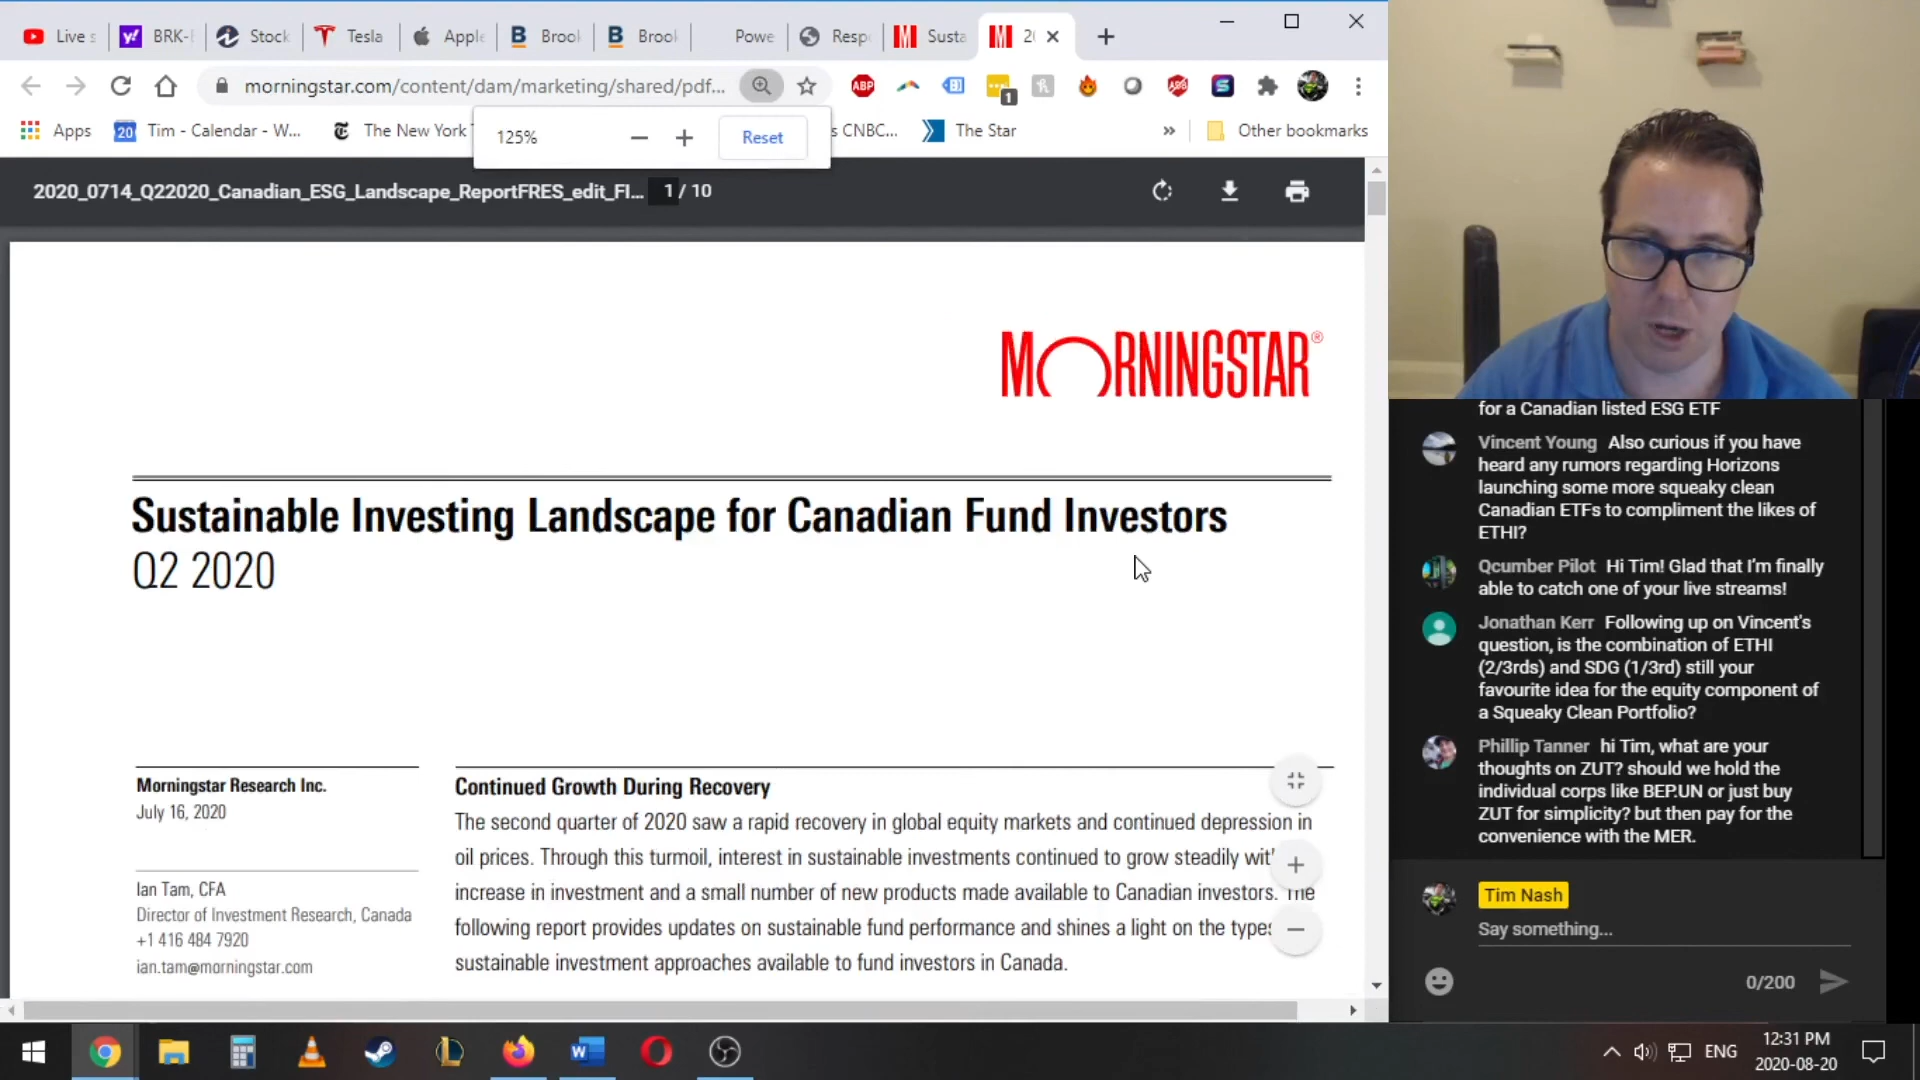 Live s
BRK-
Stock
Tesla
Apple
B Brook
B Brook
Powe
Resp
Susta
2(
morningstar.com/content/dam/marketing/shared/pdf...
ABP
1
Apps
20 Tim - Calendar - W...
The New York
s CNBC...
The Star
»
Other bookmarks
125%
Reset
2020_0714_Q22020_Canadian_ESG_Landscape_ReportFRES_edit_FI...
1 / 10
MORNINGSTAR®
Sustainable Investing Landscape for Canadian Fund Investors
Q2 2020
Morningstar Research Inc.
July 16, 2020
Ian Tam, CFA
Director of Investment Research, Canada
+1 416 484 7920
ian.tam@morningstar.com
Continued Growth During Recovery
The second quarter of 2020 saw a rapid recovery in global equity markets and continued depression in
oil prices. Through this turmoil, interest in sustainable investments continued to grow steadily with
increase in investment and a small number of new products made available to Canadian investors. The
following report provides updates on sustainable fund performance and shines a light on the types
sustainable investment approaches available to fund investors in Canada.
for a Canadian listed ESG ETF
Vincent Young Also curious if you have
heard any rumors regarding Horizons
launching some more squeaky clean
Canadian ETFs to compliment the likes of
ETHI?
Qcumber Pilot Hi Tim! Glad that I'm finally
able to catch one of your live streams!
Jonathan Kerr Following up on Vincent's
question, is the combination of ETHI
(2/3rds) and SDG (1/3rd) still your
favourite idea for the equity component of
a Squeaky Clean Portfolio?
Phillip Tanner hi Tim, what are your
thoughts on ZUT? should we hold the
individual corps like BEP.UN or just buy
ZUT for simplicity? but then pay for the
convenience with the MER.
Tim Nash
Say something...
0/200
ENG
12:31 PM
2020-08-20